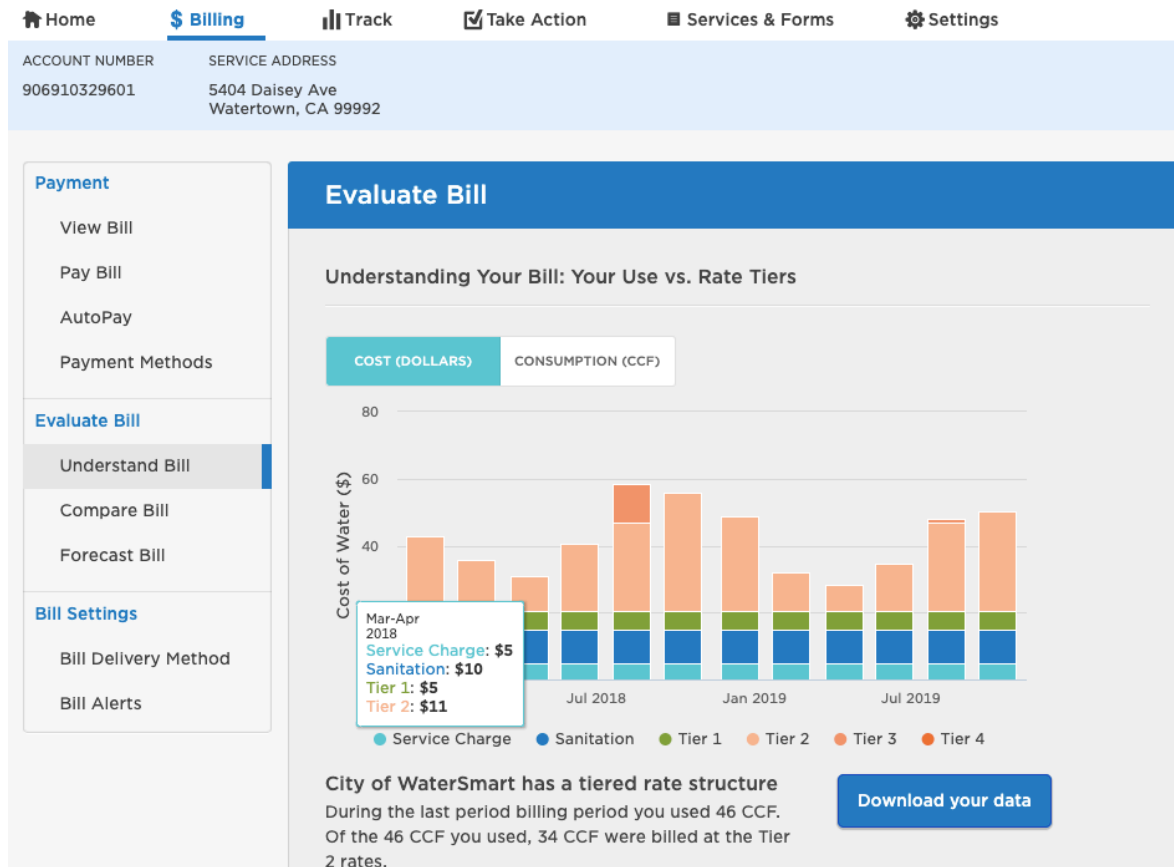 Home
$ Billing
Track
Take Action
Services & Forms
Settings
ACCOUNT NUMBER
906910329601
SERVICE ADDRESS
5404 Daisey Ave
Watertown, CA 99992
Payment
View Bill
Pay Bill
AutoPay
Payment Methods
Evaluate Bill
Understand Bill
Compare Bill
Forecast Bill
Bill Settings
Bill Delivery Method
Bill Alerts
Evaluate Bill
Understanding Your Bill: Your Use vs. Rate Tiers
COST (DOLLARS)
CONSUMPTION (CCF)
Cost of Water ($)
80
60
40
Mar-Apr
2018
Service Charge: $5
Sanitation: $10
Tier 1: $5
Tier 2: $11
Jul 2018
Jan 2019
Jul 2019
Service Charge
Sanitation
Tier 1
Tier 2
Tier 3
Tier 4
City of WaterSmart has a tiered rate structure
During the last period billing period you used 46 CCF.
Of the 46 CCF you used, 34 CCF were billed at the Tier
2 rates.
Download your data